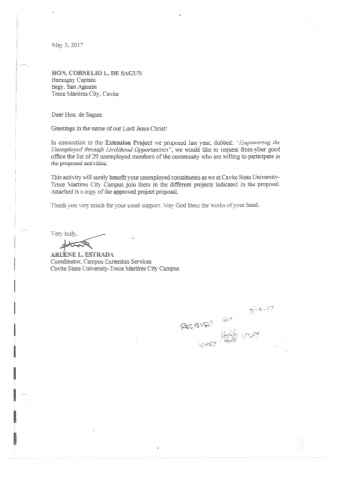 May 3, 2017
HON. CORNELIO L. DE SAGUN
Barangay Captain
Brgy. San Agustin
Trece Martires City, Cavite
Dear Hon. de Sagun:
Greetings in the name of our Lord Jesus Christ!
In connection to the Extension Project we proposed last year, dubbed: "Empowering the
Unemployed through Livelihood Opportunities", we would like to request from your good
office the list of 20 unemployed members of the community who are willing to participate in
the proposed activities.
This activity will surely benefit your unemployed constituents as we at Cavite State University-
Trece Martires City Campus join them in the different projects indicated in the proposal.
Attached is a copy of the approved project proposal.
Thank you very much for your usual support. May God bless the works of your hand.
Very truly,
ARLENE L. ESTRADA
Coordinator, Campus Extension Services
Cavite State University-Trece Martires City Campus
RECEIVED BY